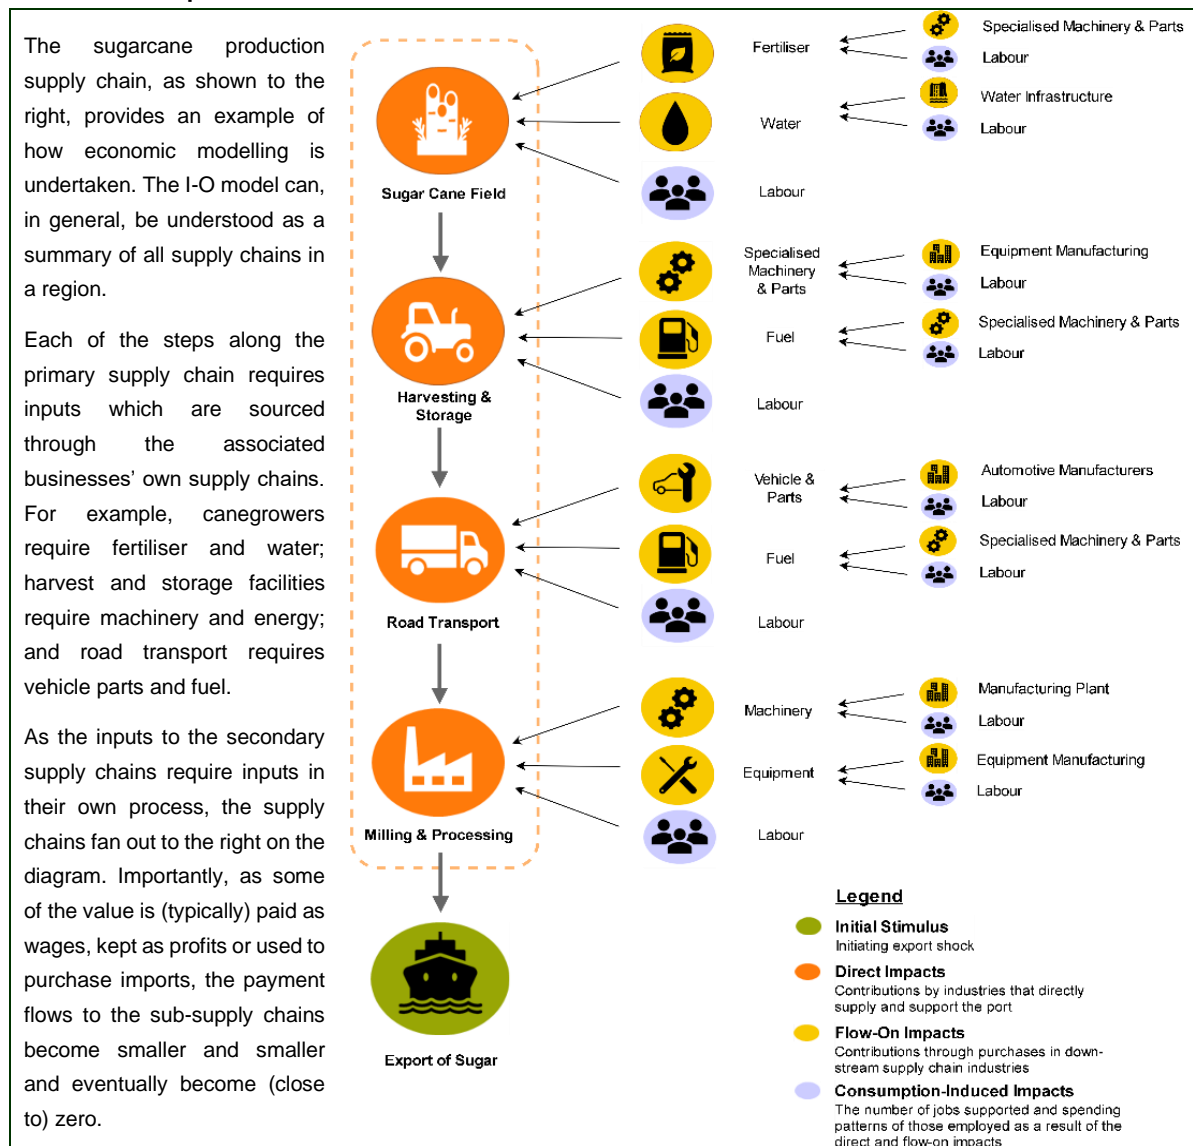 The sugarcane production
supply chain, as shown to the
right, provides an example of
how economic modelling is
undertaken. The I-O model can,
in general, be understood as a
summary of all supply chains in
a region.
Each of the steps along the
primary supply chain requires
inputs which are sourced
through the associated
businesses' own supply chains.
For example, canegrowers
require fertiliser and water;
harvest and storage facilities
require machinery and energy;
and road transport requires
vehicle parts and fuel.
As the inputs to the secondary
supply chains require inputs in
their own process, the supply
chains fan out to the right on the
diagram. Importantly, as some
of the value is (typically) paid as
wages, kept as profits or used to
purchase imports, the payment
flows to the sub-supply chains
become smaller and smaller
and eventually become (close
to) zero.
Sugar Cane Field
Fertiliser
Specialised Machinery & Parts
Labour
Water
Water Infrastructure
Labour
Labour
Harvesting &
Storage
Specialised
Machinery
& Parts
Equipment Manufacturing
Labour
Fuel
Specialised Machinery & Parts
Labour
Labour
Road Transport
Vehicle &
Parts
Automotive Manufacturers
Labour
Fuel
Specialised Machinery & Parts
Labour
Labour
Milling & Processing
Machinery
Manufacturing Plant
Labour
Equipment
Equipment Manufacturing
Labour
Labour
Export of Sugar
Legend
Initial Stimulus
Initiating export shock
Direct Impacts
Contributions by industries that directly
supply and support the port
Flow-On Impacts
Contributions through purchases in down-
stream supply chain industries
Consumption-Induced Impacts
The number of jobs supported and spending
patterns of those employed as a result of the
direct and flow-on impacts